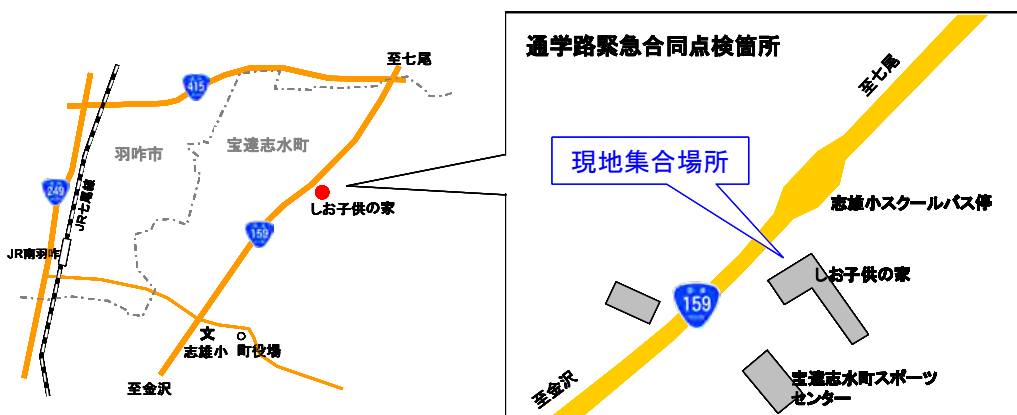 至七尾
415
羽咋市
宝達志水町
249
JR七尾線
しお子供の家
159
JR南羽咋
文
志雄小
町役場
至金沢
通学路緊急合同点検箇所
至七尾
現地集合場所
志雄小スクールバス停
しお子供の家
159
宝達志水町スポーツ
センター
至金沢